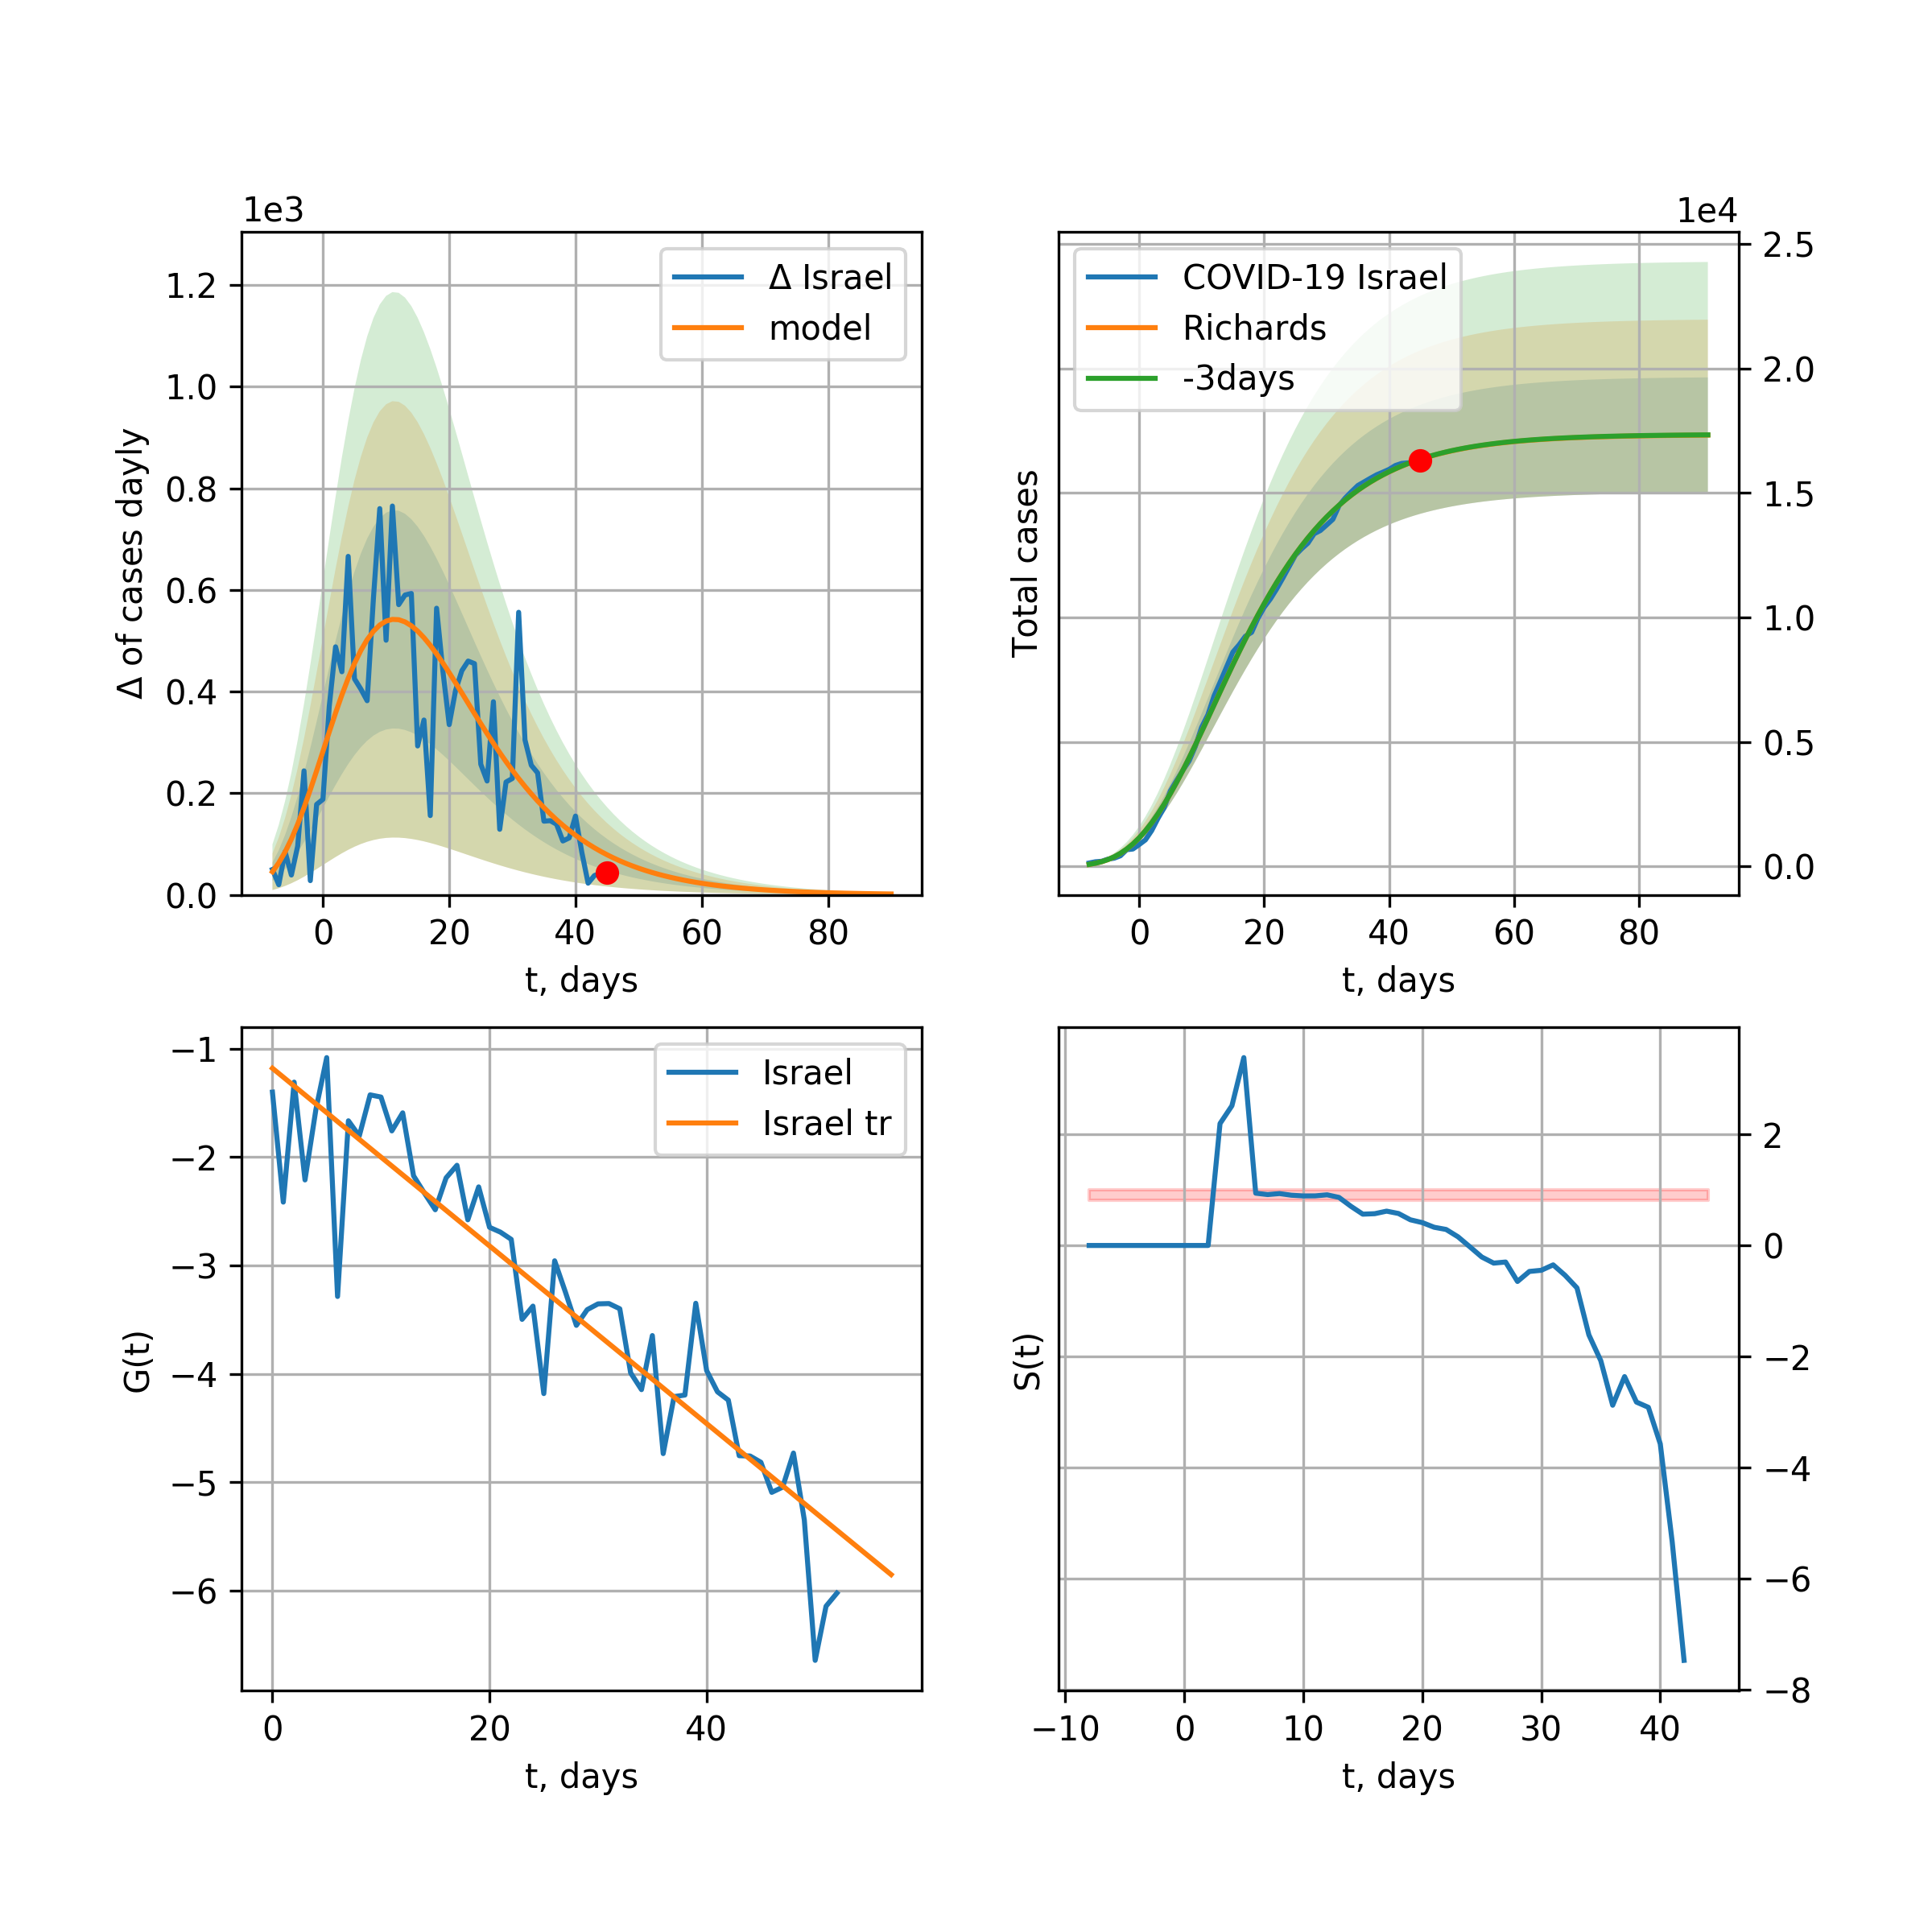 1e3
1.2
1.0
0.8
0.6
0.4
0.2
0.0
Δ of cases dayly
Δ Israel
model
0 20 40 60 80
t, days
1e4
2.5
2.0
1.5
1.0
0.5
0.0
Total cases
COVID-19 Israel
Richards
-3days
0 20 40 60 80
t, days
−1
−2
−3
−4
−5
−6
G(t)
Israel
Israel tr
0 20 40
t, days
2
0
−2
−4
−6
−8
S(t)
−10 0 10 20 30 40
t, days